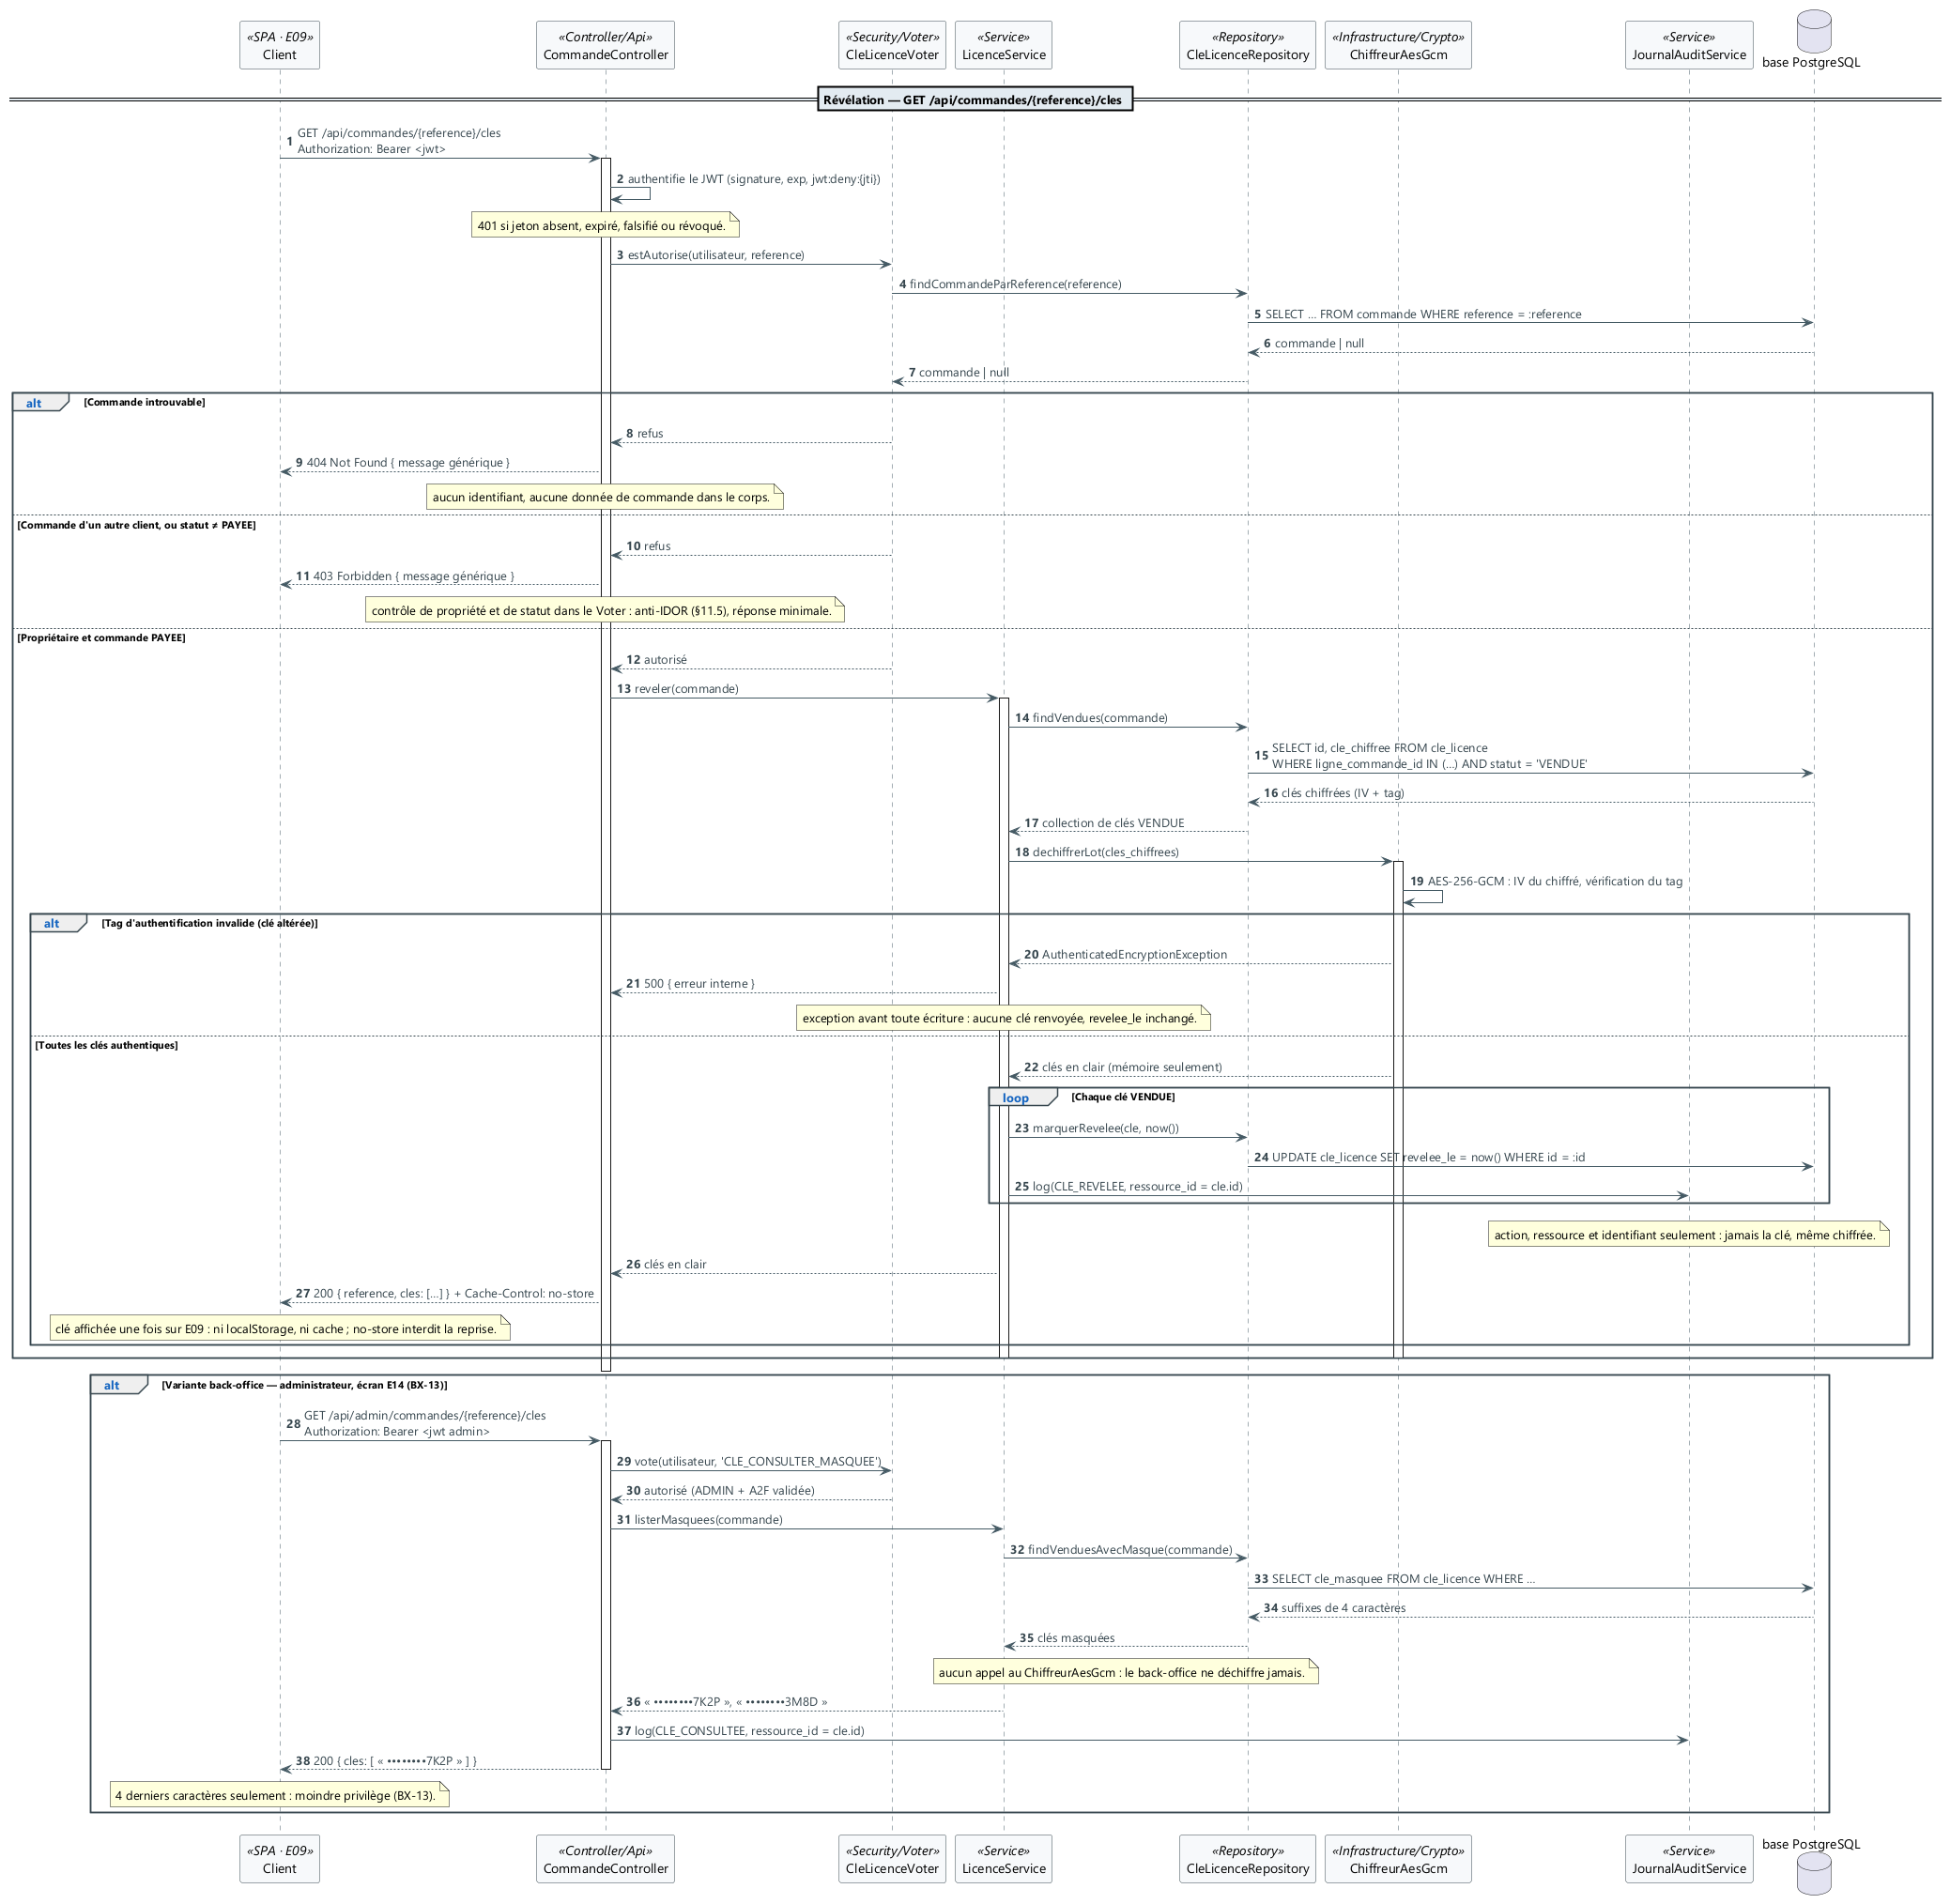 «SPA · E09»
Client
«Controller/Api»
CommandeController
«Security/Voter»
CleLicenceVoter
«Service»
LicenceService
«Repository»
CleLicenceRepository
«Infrastructure/Crypto»
ChiffreurAesGcm
«Service»
JournalAuditService
base PostgreSQL
Révélation — GET /api/commandes/{reference}/cles
1 GET /api/commandes/{reference}/cles
Authorization: Bearer <jwt>
2 authentifie le JWT (signature, exp, jwt:deny:{jti})
401 si jeton absent, expiré, falsifié ou révoqué.
3 estAutorise(utilisateur, reference)
4 findCommandeParReference(reference)
5 SELECT ... FROM commande WHERE reference = :reference
6 commande | null
7 commande | null
alt [Commande introuvable]
8 refus
9 404 Not Found { message générique }
aucun identifiant, aucune donnée de commande dans le corps.
[Commande d'un autre client, ou statut ≠ PAYEE]
10 refus
11 403 Forbidden { message générique }
contrôle de propriété et de statut dans le Voter : anti-IDOR (§11.5), réponse minimale.
[Propriétaire et commande PAYEE]
12 autorisé
13 reveler(commande)
14 findVendues(commande)
15 SELECT id, cle_chiffree FROM cle_licence
WHERE ligne_commande_id IN (...) AND statut = 'VENDUE'
16 clés chiffrées (IV + tag)
17 collection de clés VENDUE
18 dechiffrerLot(cles_chiffrees)
19 AES-256-GCM : IV du chiffré, vérification du tag
alt [Tag d'authentification invalide (clé altérée)]
20 AuthenticatedEncryptionException
21 500 { erreur interne }
exception avant toute écriture : aucune clé renvoyée, revelee_le inchangé.
[Toutes les clés authentiques]
22 clés en clair (mémoire seulement)
loop [Chaque clé VENDUE]
23 marquerRevelee(cle, now())
24 UPDATE cle_licence SET revelee_le = now() WHERE id = :id
25 log(CLE_REVELEE, ressource_id = cle.id)
action, ressource et identifiant seulement : jamais la clé, même chiffrée.
26 clés en clair
27 200 { reference, cles: [...] } + Cache-Control: no-store
clé affichée une fois sur E09 : ni localStorage, ni cache ; no-store interdit la reprise.
alt [Variante back-office — administrateur, écran E14 (BX-13)]
28 GET /api/admin/commandes/{reference}/cles
Authorization: Bearer <jwt admin>
29 vote(utilisateur, 'CLE_CONSULTER_MASQUEE')
30 autorisé (ADMIN + A2F validée)
31 listerMasquees(commande)
32 findVenduesAvecMasque(commande)
33 SELECT cle_masquee FROM cle_licence WHERE ...
34 suffixes de 4 caractères
35 clés masquées
aucun appel au ChiffreurAesGcm : le back-office ne déchiffre jamais.
36 « ••••••••7K2P », « ••••••••3M8D »
37 log(CLE_CONSULTEE, ressource_id = cle.id)
38 200 { cles: [ « ••••••••7K2P » ] }
4 derniers caractères seulement : moindre privilège (BX-13).
«SPA · E09»
Client
«Controller/Api»
CommandeController
«Security/Voter»
CleLicenceVoter
«Service»
LicenceService
«Repository»
CleLicenceRepository
«Infrastructure/Crypto»
ChiffreurAesGcm
«Service»
JournalAuditService
base PostgreSQL